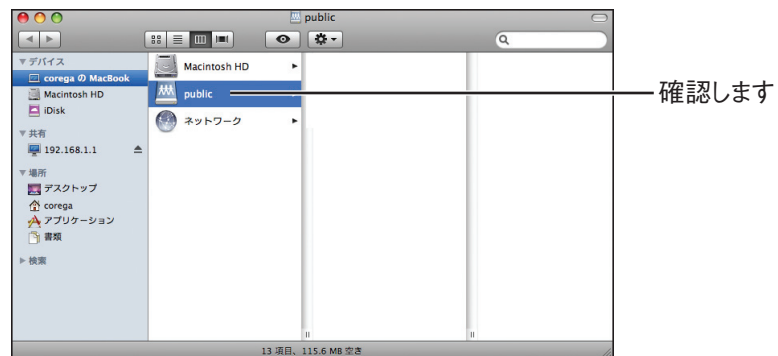 public
デバイス
corega の MacBook
Macintosh HD
iDisk
共有
192.168.1.1
場所
デスクトップ
corega
アプリケーション
書類
検索
Macintosh HD
public
ネットワーク
確認します
13 項目、115.6 MB 空き